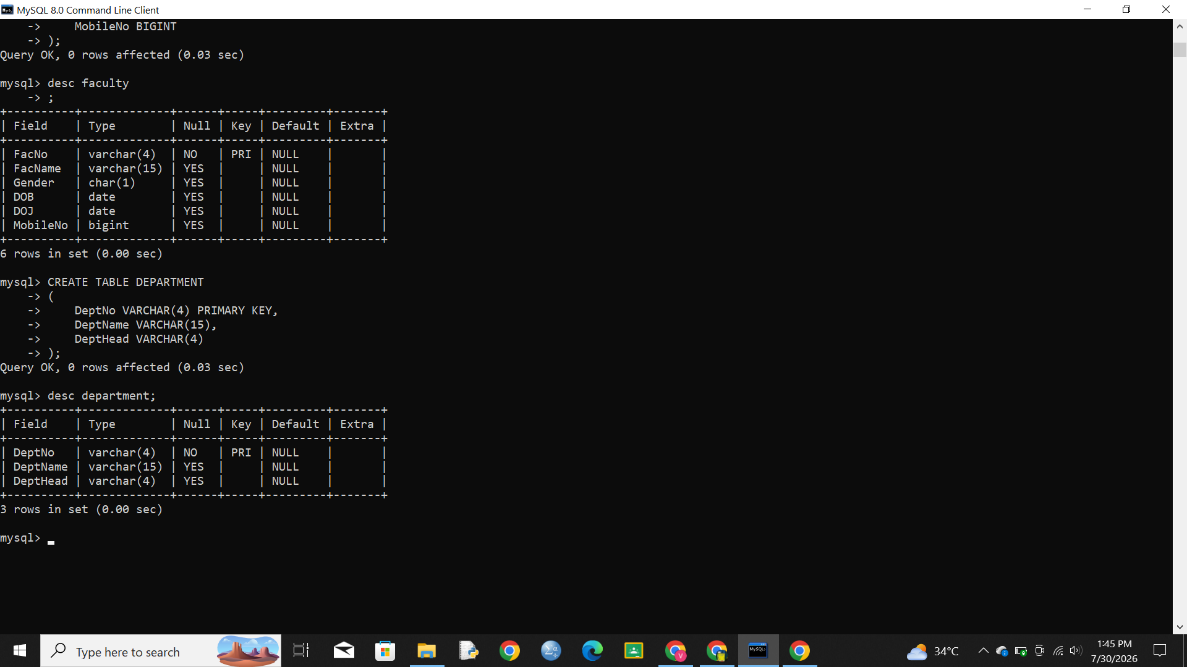 MySQL 8.0 Command Line Client
    ->     MobileNo BIGINT
    -> );
Query OK, 0 rows affected (0.03 sec)
mysql> desc faculty
    -> ;
+----------+-------------+------+-----+---------+-------+
| Field    | Type        | Null | Key | Default | Extra |
+----------+-------------+------+-----+---------+-------+
| FacNo    | varchar(4)  | NO   | PRI | NULL    |       |
| FacName  | varchar(15) | YES  |     | NULL    |       |
| Gender   | char(1)     | YES  |     | NULL    |       |
| DOB      | date        | YES  |     | NULL    |       |
| DOJ      | date        | YES  |     | NULL    |       |
| MobileNo | bigint      | YES  |     | NULL    |       |
+----------+-------------+------+-----+---------+-------+
6 rows in set (0.00 sec)
mysql> CREATE TABLE DEPARTMENT
    -> (
    ->     DeptNo VARCHAR(4) PRIMARY KEY,
    ->     DeptName VARCHAR(15),
    ->     DeptHead VARCHAR(4)
    -> );
Query OK, 0 rows affected (0.03 sec)
mysql> desc department;
+----------+-------------+------+-----+---------+-------+
| Field    | Type        | Null | Key | Default | Extra |
+----------+-------------+------+-----+---------+-------+
| DeptNo   | varchar(4)  | NO   | PRI | NULL    |       |
| DeptName | varchar(15) | YES  |     | NULL    |       |
| DeptHead | varchar(4)  | YES  |     | NULL    |       |
+----------+-------------+------+-----+---------+-------+
3 rows in set (0.00 sec)
mysql> _
Type here to search
34°C
1:45 PM
7/30/2026